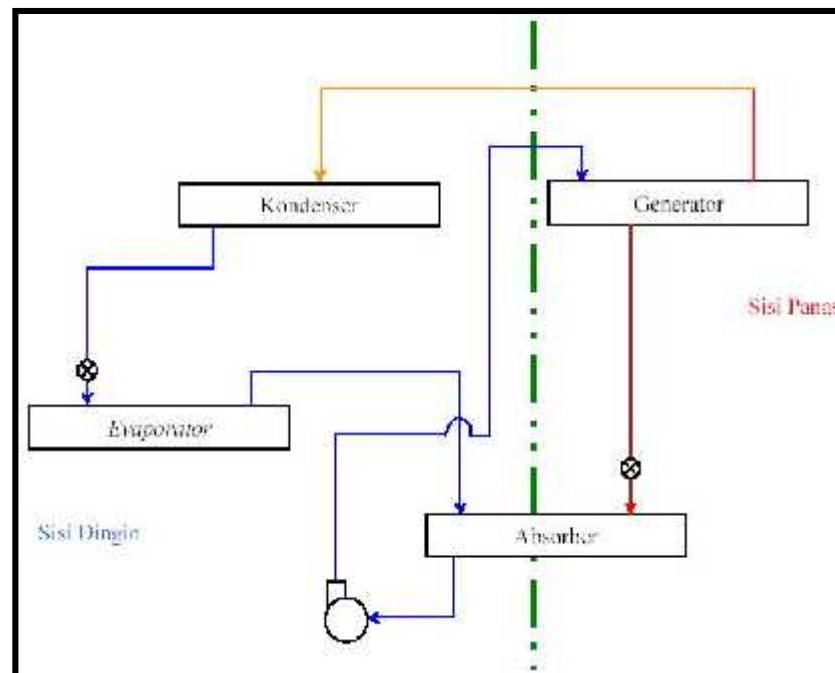 Kondenser
Generator
Sisi Panas
Evaporator
Sisi Dingin
Absorber